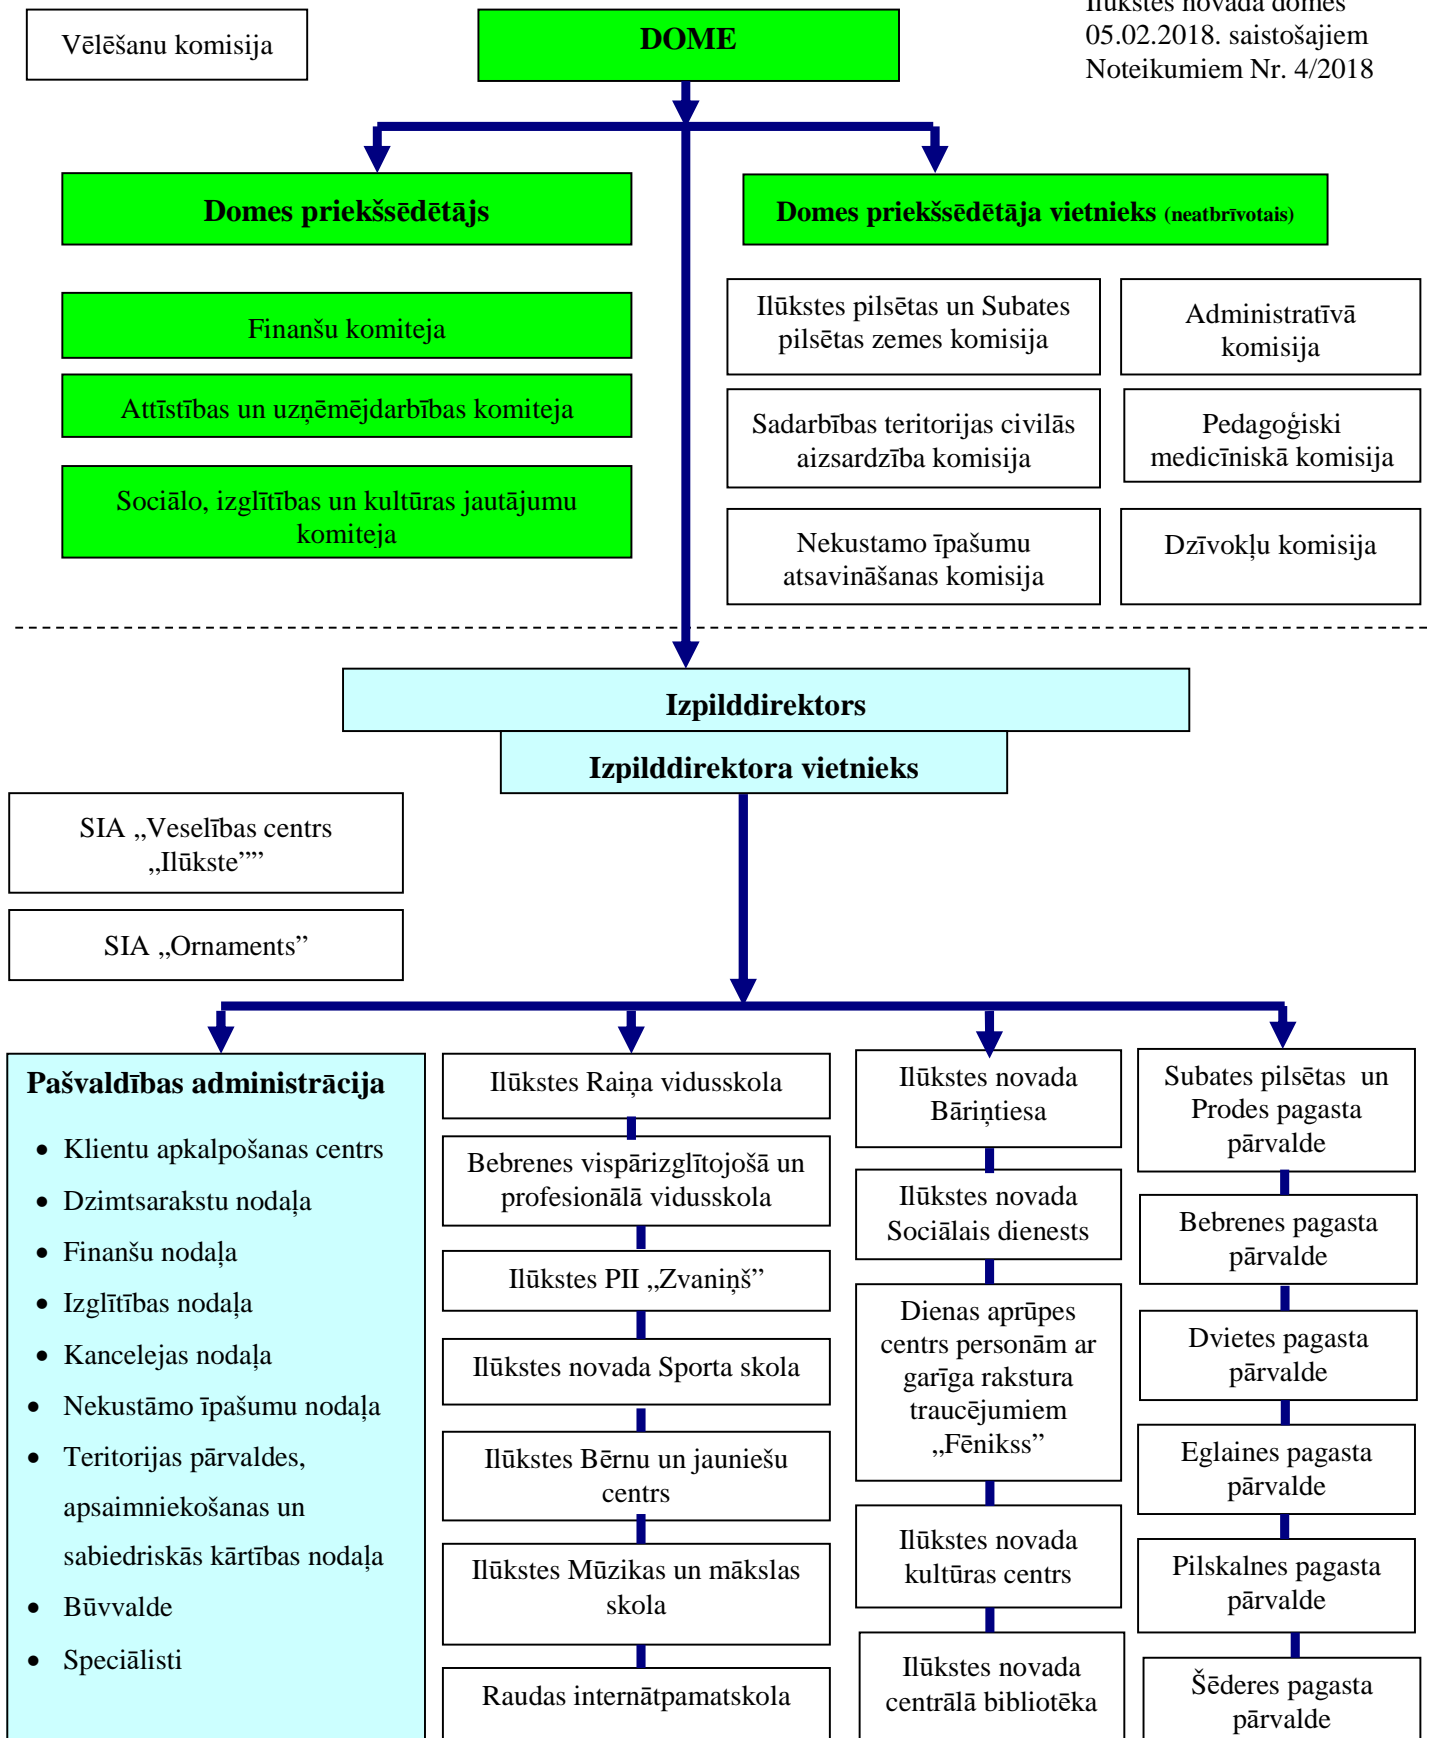 Ilūkstes novada domes
05.02.2018. saistošajiem
Noteikumiem Nr. 4/2018
Vēlēšanu komisija
DOME
Domes priekšsēdētājs
Domes priekšsēdētāja vietnieks (neatbrīvotais)
Finanšu komiteja
Attīstības un uzņēmējdarbības komiteja
Sociālo, izglītības un kultūras jautājumu
komiteja
Ilūkstes pilsētas un Subates
pilsētas zemes komisija
Administratīvā
komisija
Sadarbības teritorijas civilās
aizsardzība komisija
Pedagoģiski
medicīniskā komisija
Nekustamo īpašumu
atsavināšanas komisija
Dzīvokļu komisija
Izpilddirektors
Izpilddirektora vietnieks
SIA „Veselības centrs
„Ilūkste””
SIA „Ornaments”
Pašvaldības administrācija
• Klientu apkalpošanas centrs
• Dzimtsarakstu nodaļa
• Finanšu nodaļa
• Izglītības nodaļa
• Kancelejas nodaļa
• Nekustāmo īpašumu nodaļa
• Teritorijas pārvaldes,
apsaimniekošanas un
sabiedriskās kārtības nodaļa
• Būvvalde
• Speciālisti
Ilūkstes Raiņa vidusskola
Bebrenes vispārizglītojošā un
profesionālā vidusskola
Ilūkstes PII „Zvaniņš”
Ilūkstes novada Sporta skola
Ilūkstes Bērnu un jauniešu
centrs
Ilūkstes Mūzikas un mākslas
skola
Raudas internātpamatskola
Ilūkstes novada
Bāriņtiesa
Ilūkstes novada
Sociālais dienests
Dienas aprūpes
centrs personām ar
garīga rakstura
traucējumiem
„Fēnikss”
Ilūkstes novada
kultūras centrs
Ilūkstes novada
centrālā bibliotēka
Subates pilsētas un
Prodes pagasta
pārvalde
Bebrenes pagasta
pārvalde
Dvietes pagasta
pārvalde
Eglaines pagasta
pārvalde
Pilskalnes pagasta
pārvalde
Šēderes pagasta
pārvalde